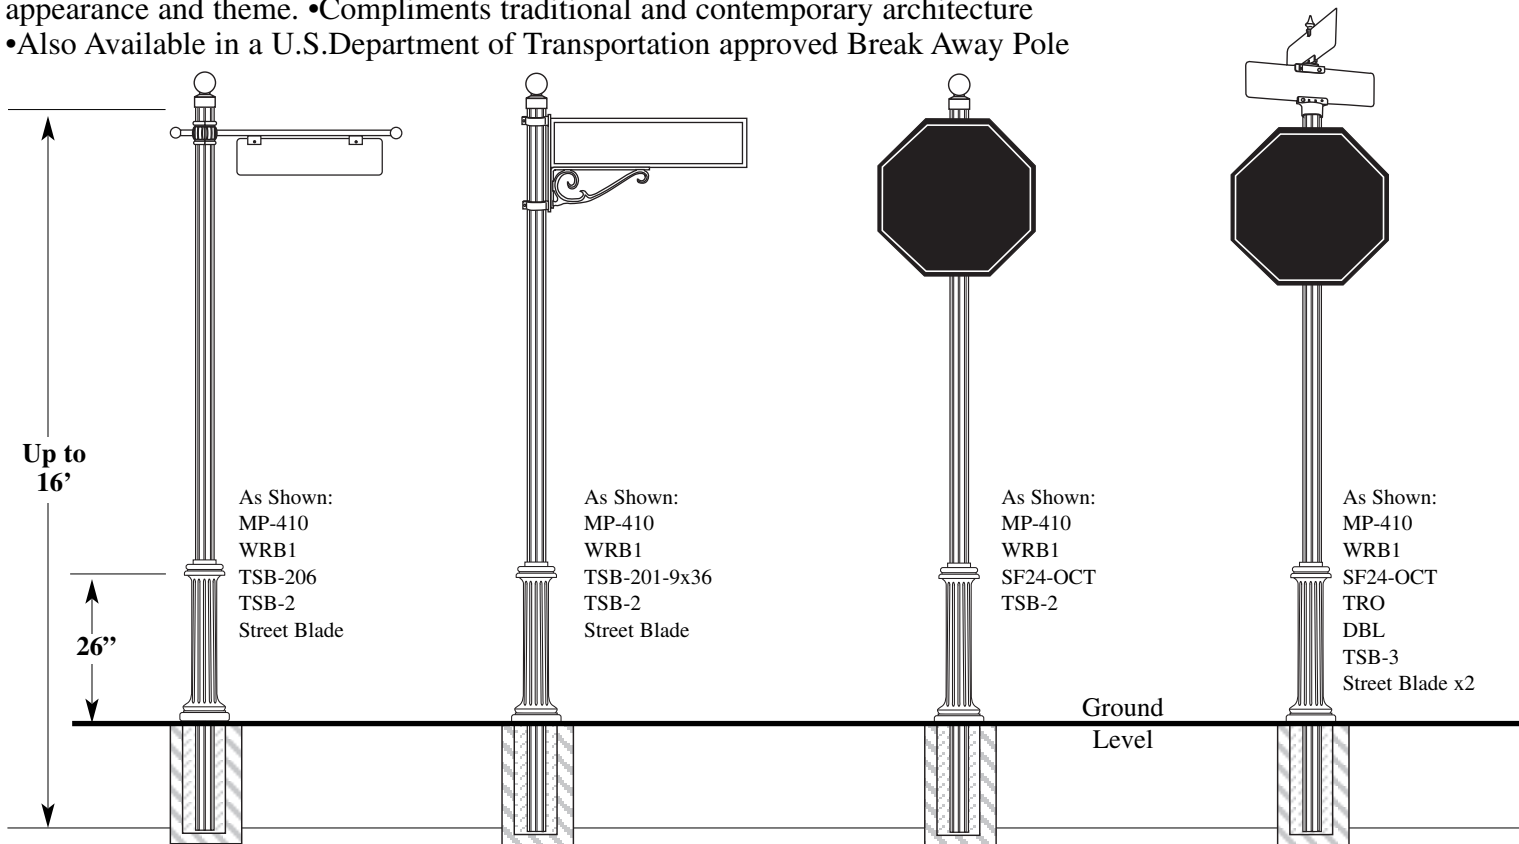 appearance and theme. •Compliments traditional and contemporary architecture
•Also Available in a U.S.Department of Transportation approved Break Away Pole
Up to
16’
26”
As Shown:
MP-410
WRB1
TSB-206
TSB-2
Street Blade
As Shown:
MP-410
WRB1
TSB-201-9x36
TSB-2
Street Blade
As Shown:
MP-410
WRB1
SF24-OCT
TSB-2
As Shown:
MP-410
WRB1
SF24-OCT
TRO
DBL
TSB-3
Street Blade x2
Ground
Level